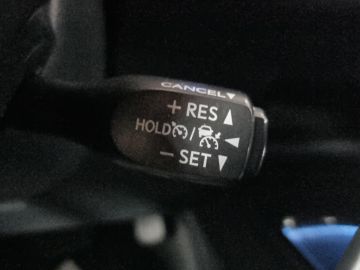 CANCEL▼
+ RES ▲
HOLD / ◀
− SET ▼